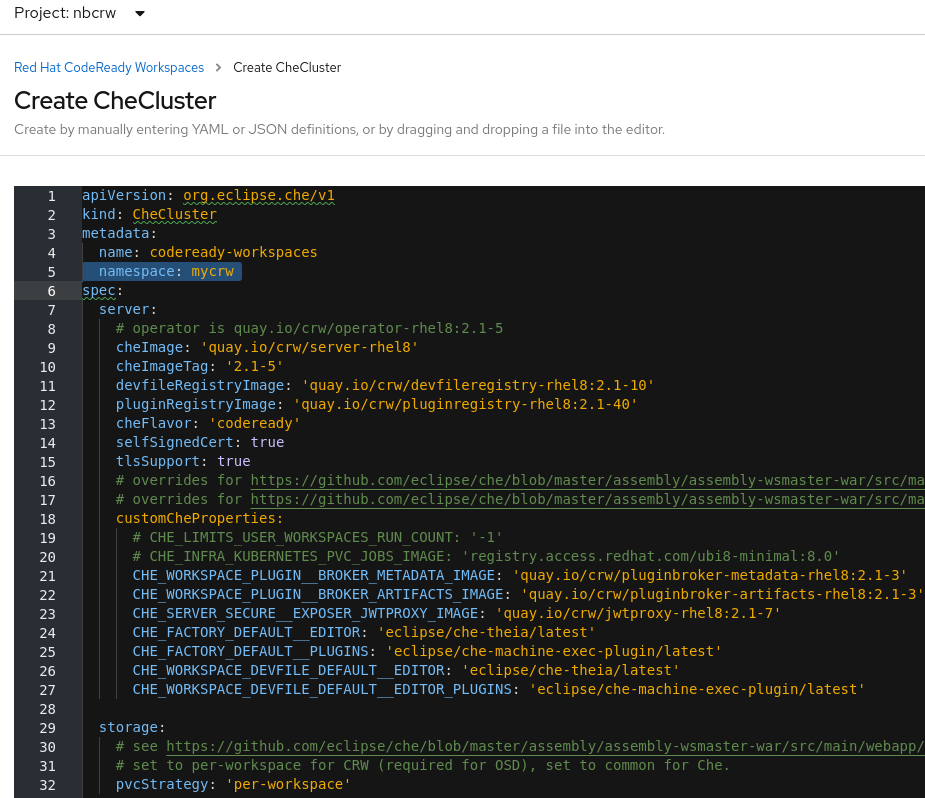 Project: nbcrw
Red Hat CodeReady Workspaces > Create CheCluster
Create CheCluster
Create by manually entering YAML or JSON definitions, or by dragging and dropping a file into the editor.
1 apiVersion: org.eclipse.che/v1
2 kind: CheCluster
3 metadata:
4   name: codeready-workspaces
5   namespace: mycrw
6 spec:
7   server:
8     # operator is quay.io/crw/operator-rhel8:2.1-5
9     cheImage: 'quay.io/crw/server-rhel8'
10     cheImageTag: '2.1-5'
11     devfileRegistryImage: 'quay.io/crw/devfileregistry-rhel8:2.1-10'
12     pluginRegistryImage: 'quay.io/crw/pluginregistry-rhel8:2.1-40'
13     cheFlavor: 'codeready'
14     selfSignedCert: true
15     tlsSupport: true
16     # overrides for https://github.com/eclipse/che/blob/master/assembly/assembly-wsmaster-war/src/ma
17     # overrides for https://github.com/eclipse/che/blob/master/assembly/assembly-wsmaster-war/src/ma
18     customCheProperties:
19       # CHE_LIMITS_USER_WORKSPACES_RUN_COUNT: '-1'
20       # CHE_INFRA_KUBERNETES_PVC_JOBS_IMAGE: 'registry.access.redhat.com/ubi8-minimal:8.0'
21       CHE_WORKSPACE_PLUGIN__BROKER_METADATA_IMAGE: 'quay.io/crw/pluginbroker-metadata-rhel8:2.1-3'
22       CHE_WORKSPACE_PLUGIN__BROKER_ARTIFACTS_IMAGE: 'quay.io/crw/pluginbroker-artifacts-rhel8:2.1-3'
23       CHE_SERVER_SECURE__EXPOSER_JWTPROXY_IMAGE: 'quay.io/crw/jwtproxy-rhel8:2.1-7'
24       CHE_FACTORY_DEFAULT__EDITOR: 'eclipse/che-theia/latest'
25       CHE_FACTORY_DEFAULT__PLUGINS: 'eclipse/che-machine-exec-plugin/latest'
26       CHE_WORKSPACE_DEVFILE_DEFAULT__EDITOR: 'eclipse/che-theia/latest'
27       CHE_WORKSPACE_DEVFILE_DEFAULT__EDITOR_PLUGINS: 'eclipse/che-machine-exec-plugin/latest'
28
29   storage:
30     # see https://github.com/eclipse/che/blob/master/assembly/assembly-wsmaster-war/src/main/webapp/
31     # set to per-workspace for CRW (required for OSD), set to common for Che.
32     pvcStrategy: 'per-workspace'